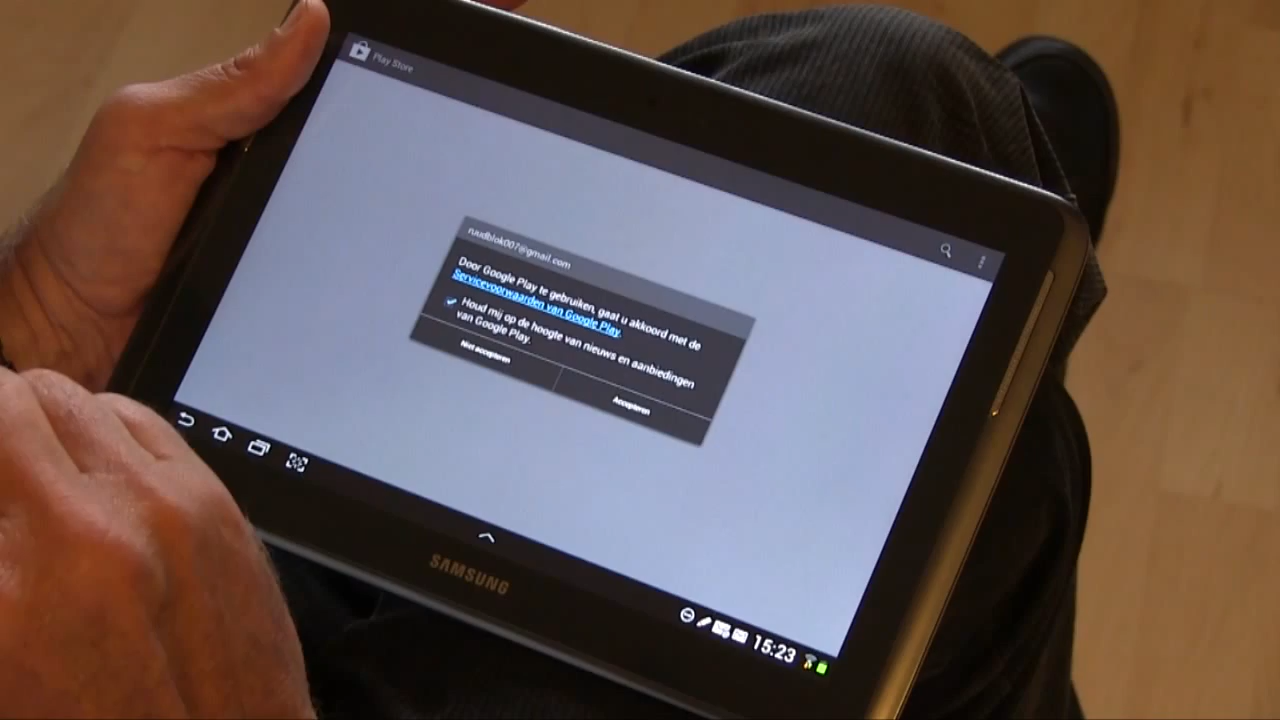 Play Store
ruudblok007@gmail.com
Door Google Play te gebruiken, gaat u akkoord met de
Servicevoorwaarden van Google Play.
Houd mij op de hoogte van nieuws en aanbiedingen
van Google Play.
Niet accepteren
Accepteren
SAMSUNG
15:23